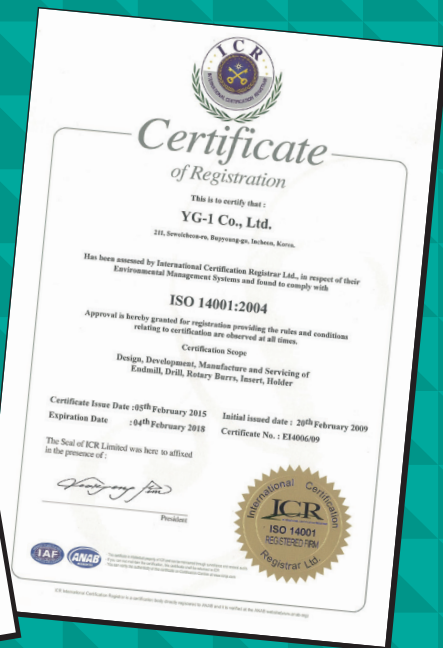 ICR
INTERNATIONAL CERTIFICATION REGISTRAR
Certificate
of Registration
This is to certify that :
YG-1 Co., Ltd.
211, Sewolcheon-ro, Bupyoung-gu, Incheon, Korea.
Has been assessed by International Certification Registrar Ltd., in respect of their
Environmental Management Systems and found to comply with
ISO 14001:2004
Approval is hereby granted for registration providing the rules and conditions
relating to certification are observed at all times.
Certification Scope
Design, Development, Manufacture and Servicing of
Endmill, Drill, Rotary Burrs, Insert, Holder
Certificate Issue Date :05th February 2015
Initial issued date : 20th February 2009
Expiration Date :04th February 2018
Certificate No. : EI4006/09
The Seal of ICR Limited was here to affixed
in the presence of :
President
International Certification
ICR
ISO 14001
REGISTERED FIRM
Registrar Ltd.
IAF
ANAB